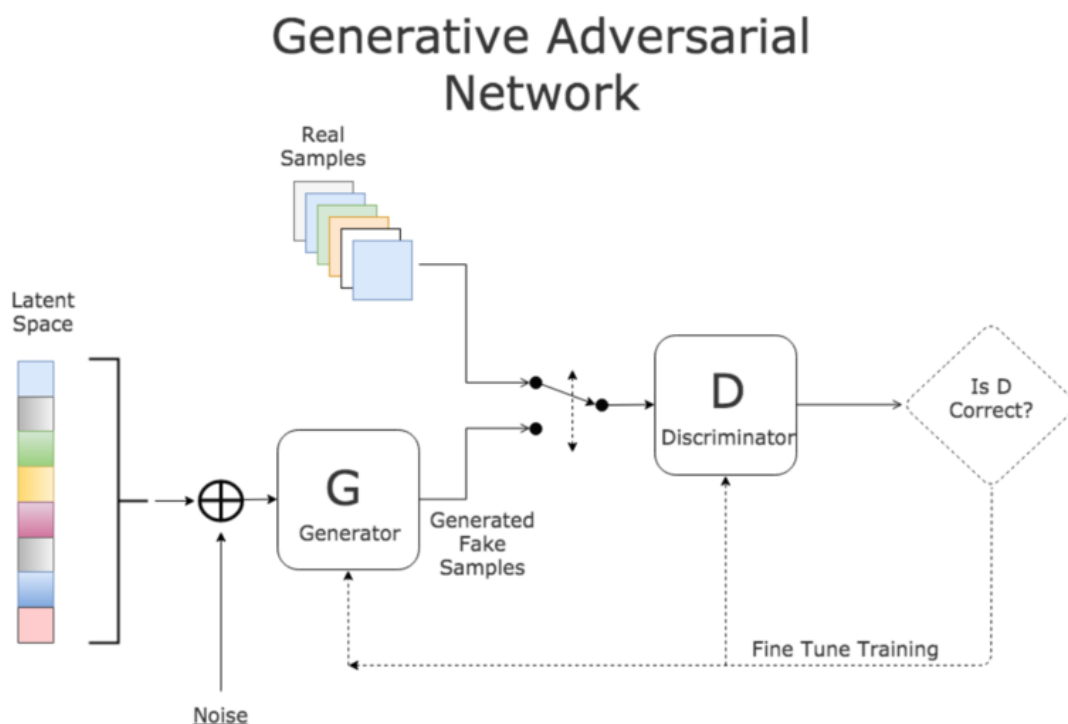 Generative Adversarial
Network
Real
Samples
Latent
Space
Is D
Correct?
D
Discriminator
G
Generator
Generated
Fake
Samples
Fine Tune Training
Noise